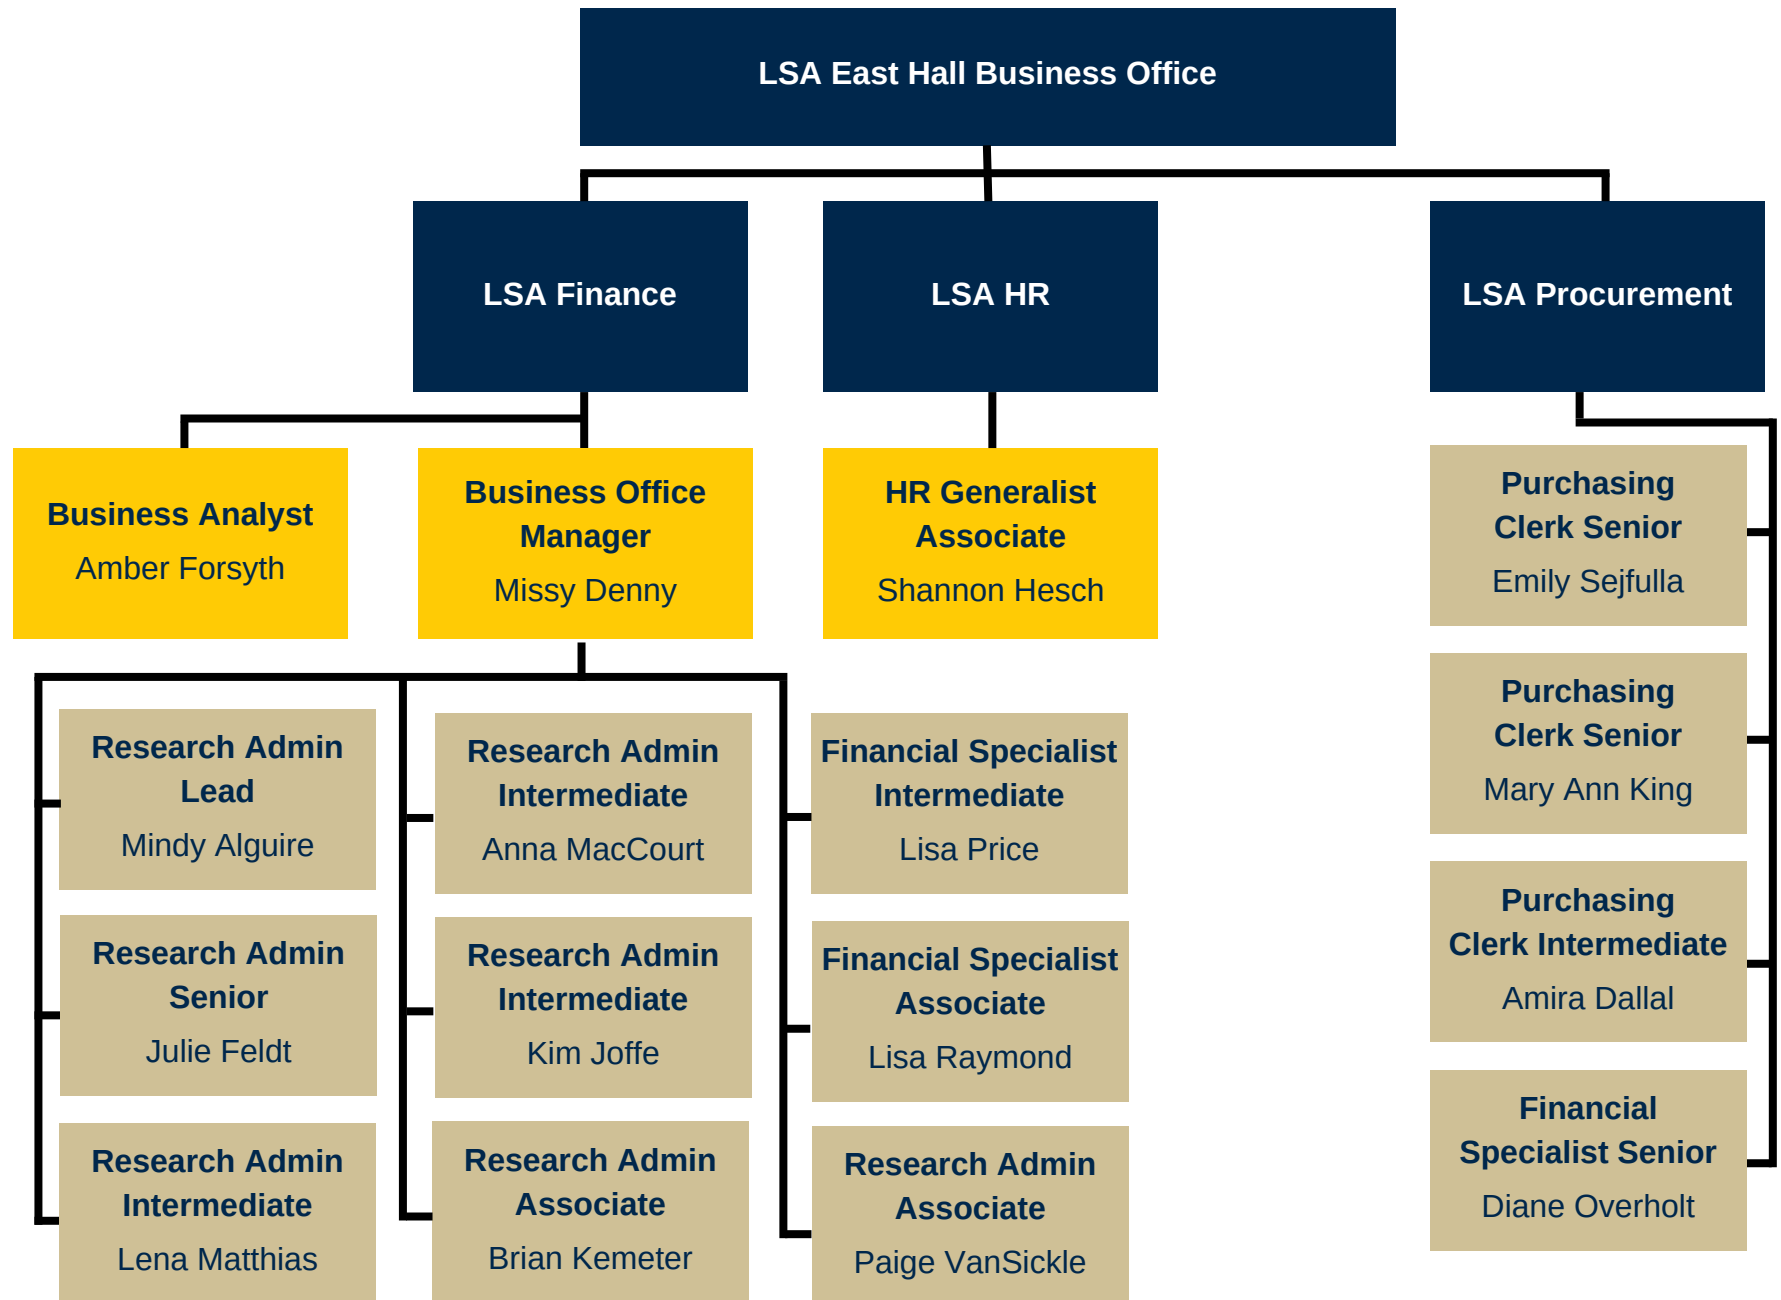 LSA East Hall Business Office
LSA Finance
LSA HR
LSA Procurement
Business Analyst
Amber Forsyth
Business Office
Manager
Missy Denny
HR Generalist
Associate
Shannon Hesch
Purchasing
Clerk Senior
Emily Sejfulla
Purchasing
Clerk Senior
Mary Ann King
Purchasing
Clerk Intermediate
Amira Dallal
Financial
Specialist Senior
Diane Overholt
Research Admin
Lead
Mindy Alguire
Research Admin
Senior
Julie Feldt
Research Admin
Intermediate
Lena Matthias
Research Admin
Intermediate
Anna MacCourt
Research Admin
Intermediate
Kim Joffe
Research Admin
Associate
Brian Kemeter
Financial Specialist
Intermediate
Lisa Price
Financial Specialist
Associate
Lisa Raymond
Research Admin
Associate
Paige VanSickle